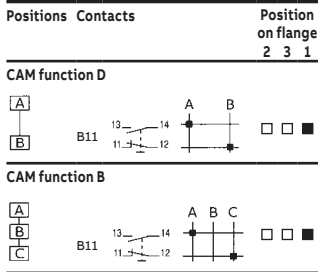 Positions Contacts Position
on flange
2 3 1
CAM function D
A
B
B11
13 14
11 12
A B
CAM function B
A
B
C
B11
13 14
11 12
A B C